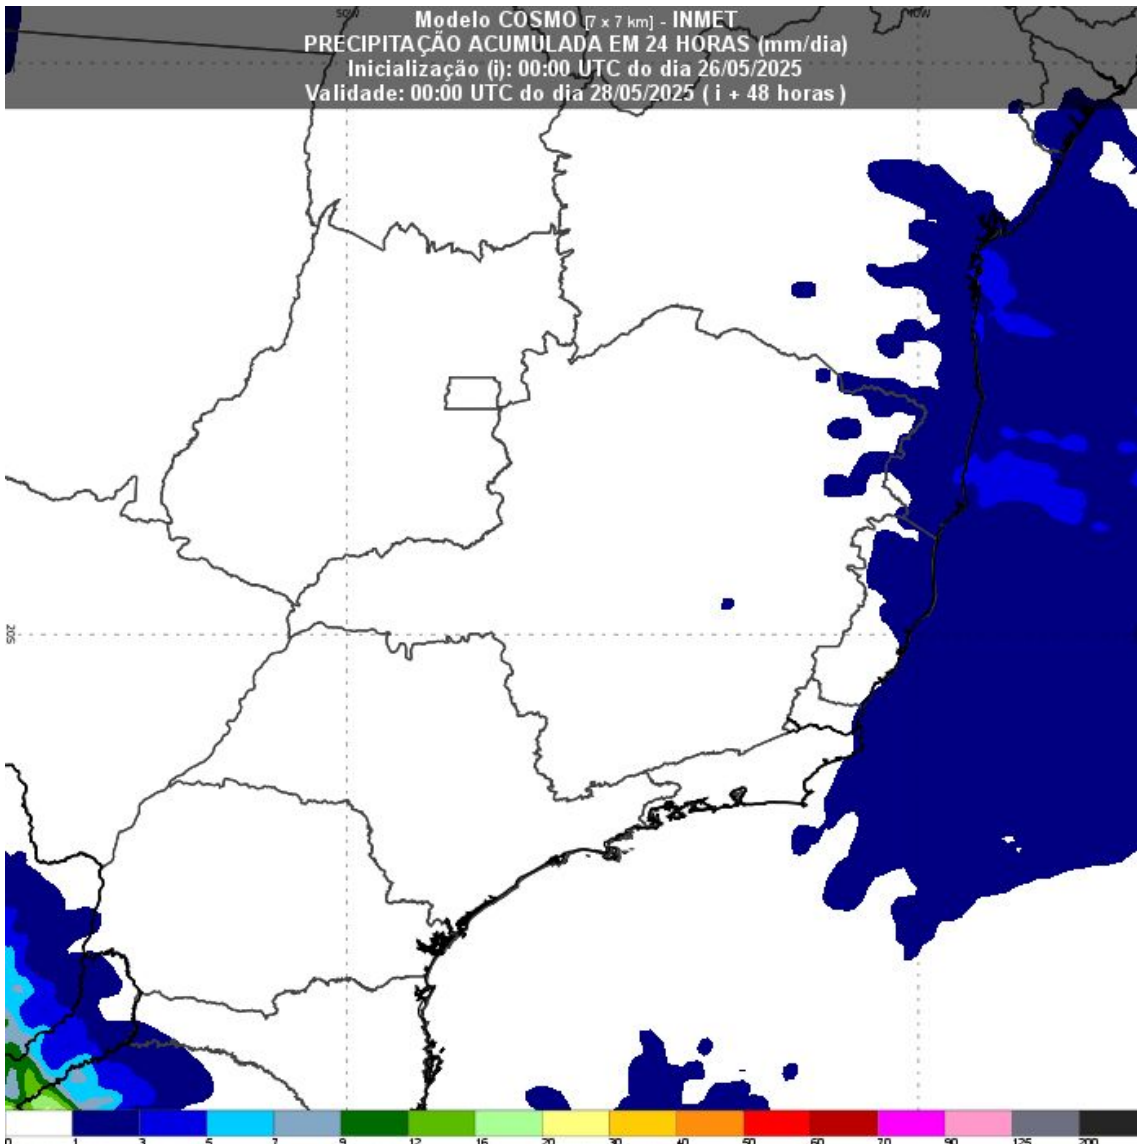 Modelo COSMO [7 x 7 km] - INMET
PRECIPITAÇÃO ACUMULADA EM 24 HORAS (mm/dia)
Inicialização (i): 00:00 UTC do dia 26/05/2025
Validade: 00:00 UTC do dia 28/05/2025 ( i + 48 horas )
50W 40W
20S
0 1 3 5 7 9 12 16 20 30 40 50 60 70 90 125 200